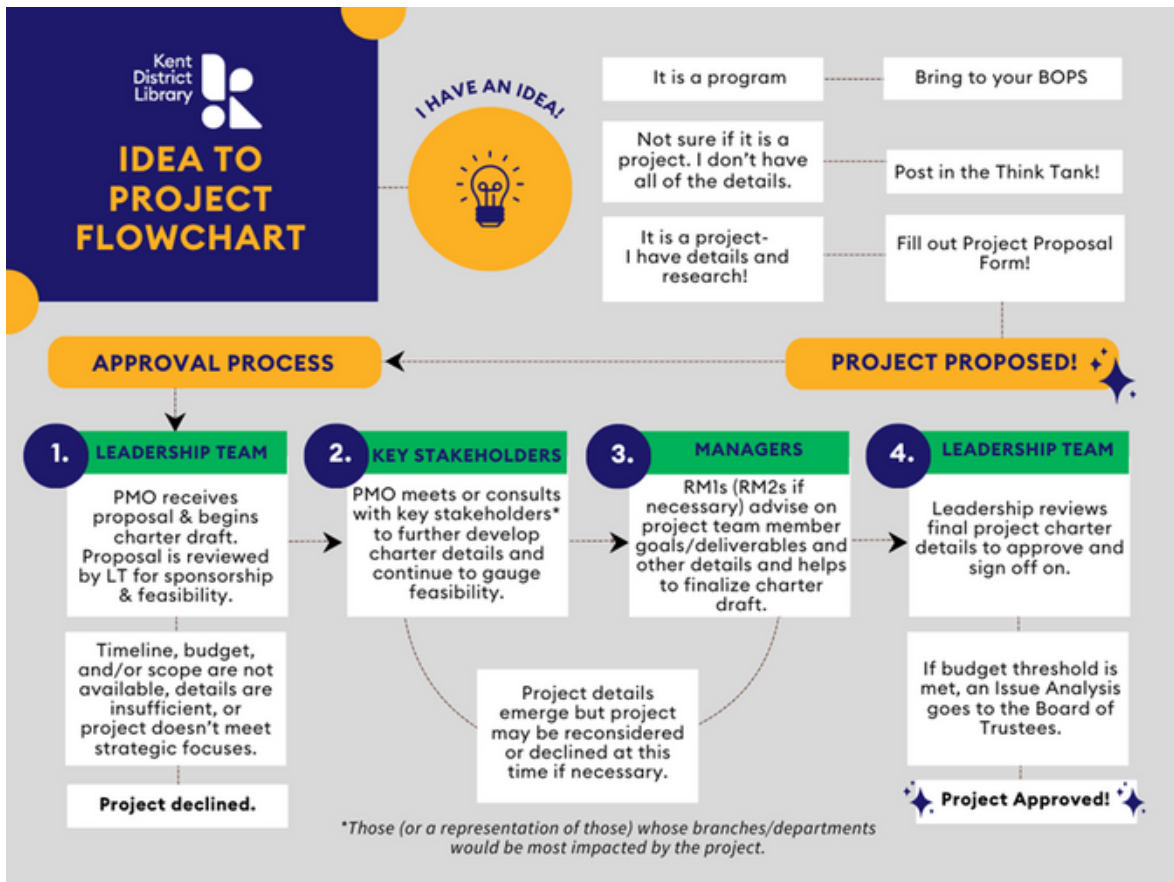 Kent
District
Library
IDEA TO
PROJECT
FLOWCHART
I HAVE AN IDEA!
It is a program
Bring to your BOPS
Not sure if it is a
project. I don't have
all of the details.
Post in the Think Tank!
It is a project-
I have details and
research!
Fill out Project Proposal
Form!
APPROVAL PROCESS
PROJECT PROPOSED!
1.
LEADERSHIP TEAM
PMO receives
proposal & begins
charter draft.
Proposal is reviewed
by LT for sponsorship
& feasibility.
Timeline, budget,
and/or scope are not
available, details are
insufficient, or
project doesn't meet
strategic focuses.
Project declined.
2.
KEY STAKEHOLDERS
PMO meets or consults
with key stakeholders*
to further develop
charter details and
continue to gauge
feasibility.
3.
MANAGERS
RM1s (RM2s if
necessary) advise on
project team member
goals/deliverables and
other details and helps
to finalize charter
draft.
Project details
emerge but project
may be reconsidered
or declined at this
time if necessary.
4.
LEADERSHIP TEAM
Leadership reviews
final project charter
details to approve and
sign off on.
If budget threshold is
met, an Issue Analysis
goes to the Board of
Trustees.
Project Approved!
*Those (or a representation of those) whose branches/departments
would be most impacted by the project.